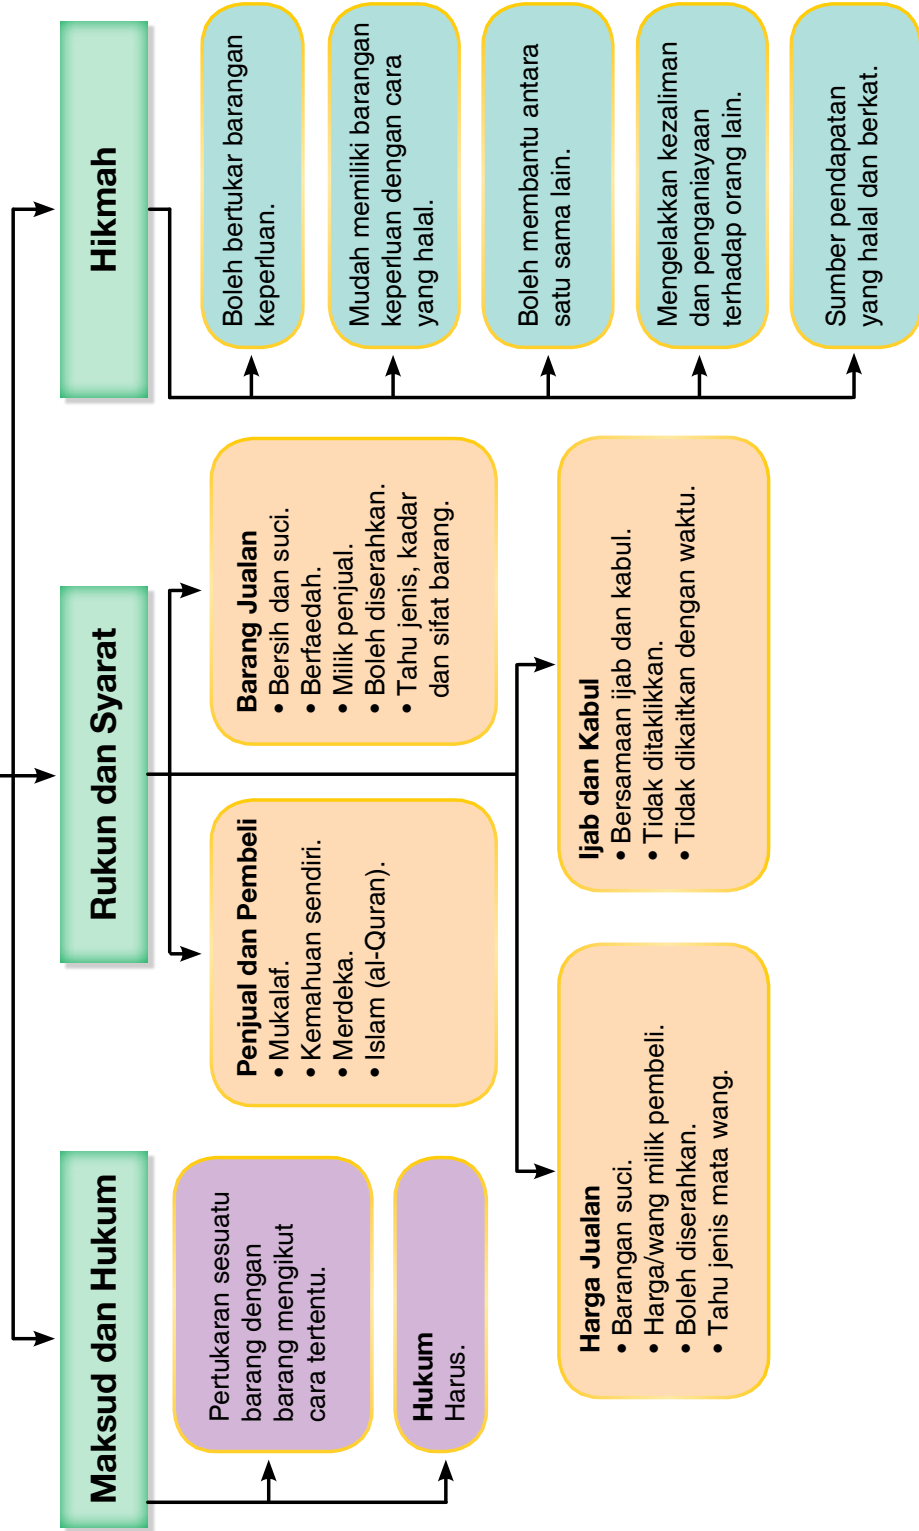 Maksud dan Hukum
Pertukaran sesuatu
barang dengan
barang mengikut
cara tertentu.
Hukum
Harus.
Rukun dan Syarat
Penjual dan Pembeli
• Mukalaf.
• Kemahuan sendiri.
• Merdeka.
• Islam (al-Quran).
Barang Jualan
• Bersih dan suci.
• Berfaedah.
• Milik penjual.
• Boleh diserahkan.
• Tahu jenis, kadar
dan sifat barang.
Harga Jualan
• Barangan suci.
• Harga/wang milik pembeli.
• Boleh diserahkan.
• Tahu jenis mata wang.
Ijab dan Kabul
• Bersamaan ijab dan kabul.
• Tidak ditaklikkan.
• Tidak dikaitkan dengan waktu.
Hikmah
Boleh bertukar barangan
keperluan.
Mudah memiliki barangan
keperluan dengan cara
yang halal.
Boleh membantu antara
satu sama lain.
Mengelakkan kezaliman
dan penganiayaan
terhadap orang lain.
Sumber pendapatan
yang halal dan berkat.